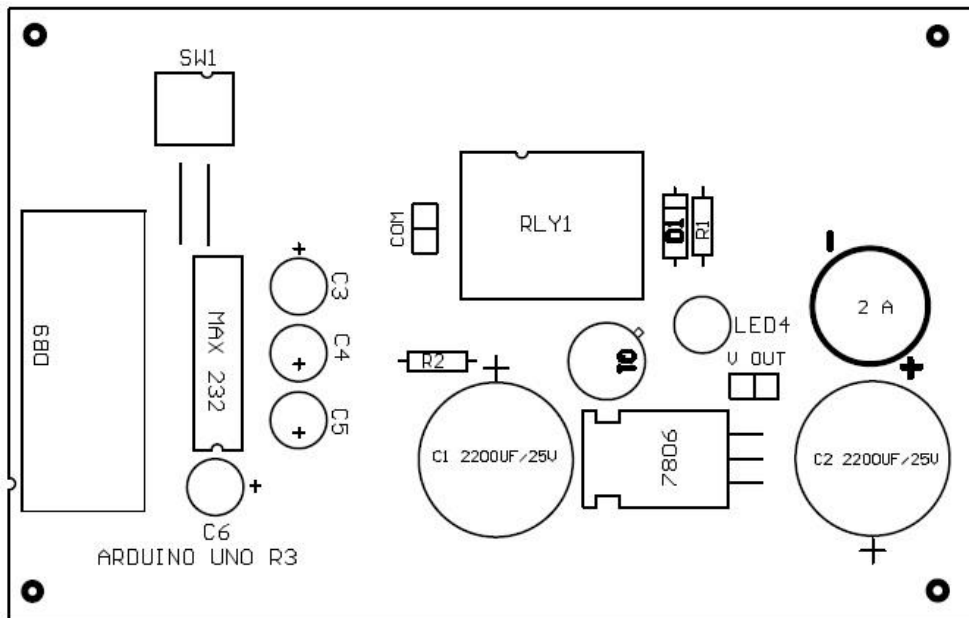 SW1
COM
RLY1
D1
R1
-
2 A
+
DB9
MAX 232
+
C3
C4
+
C5
+
LED4
V OUT
R2
+
Q1
C1 2200UF/25V
7806
C2 2200UF/25V
+
C6
+
ARDUINO UNO R3